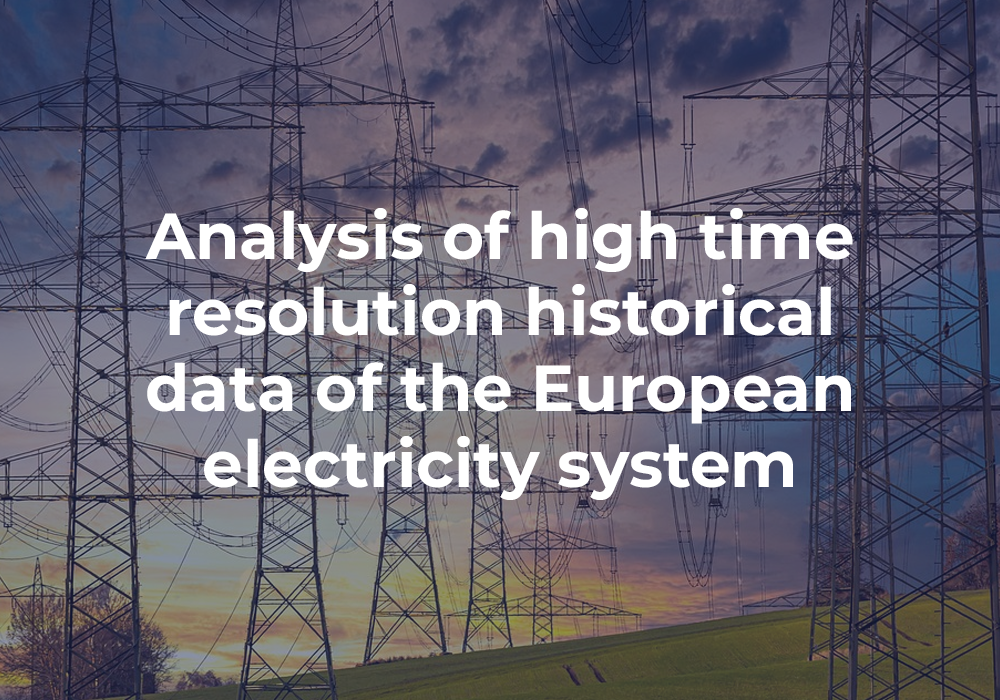 Analysis of high time
resolution historical
data of the European
electricity system